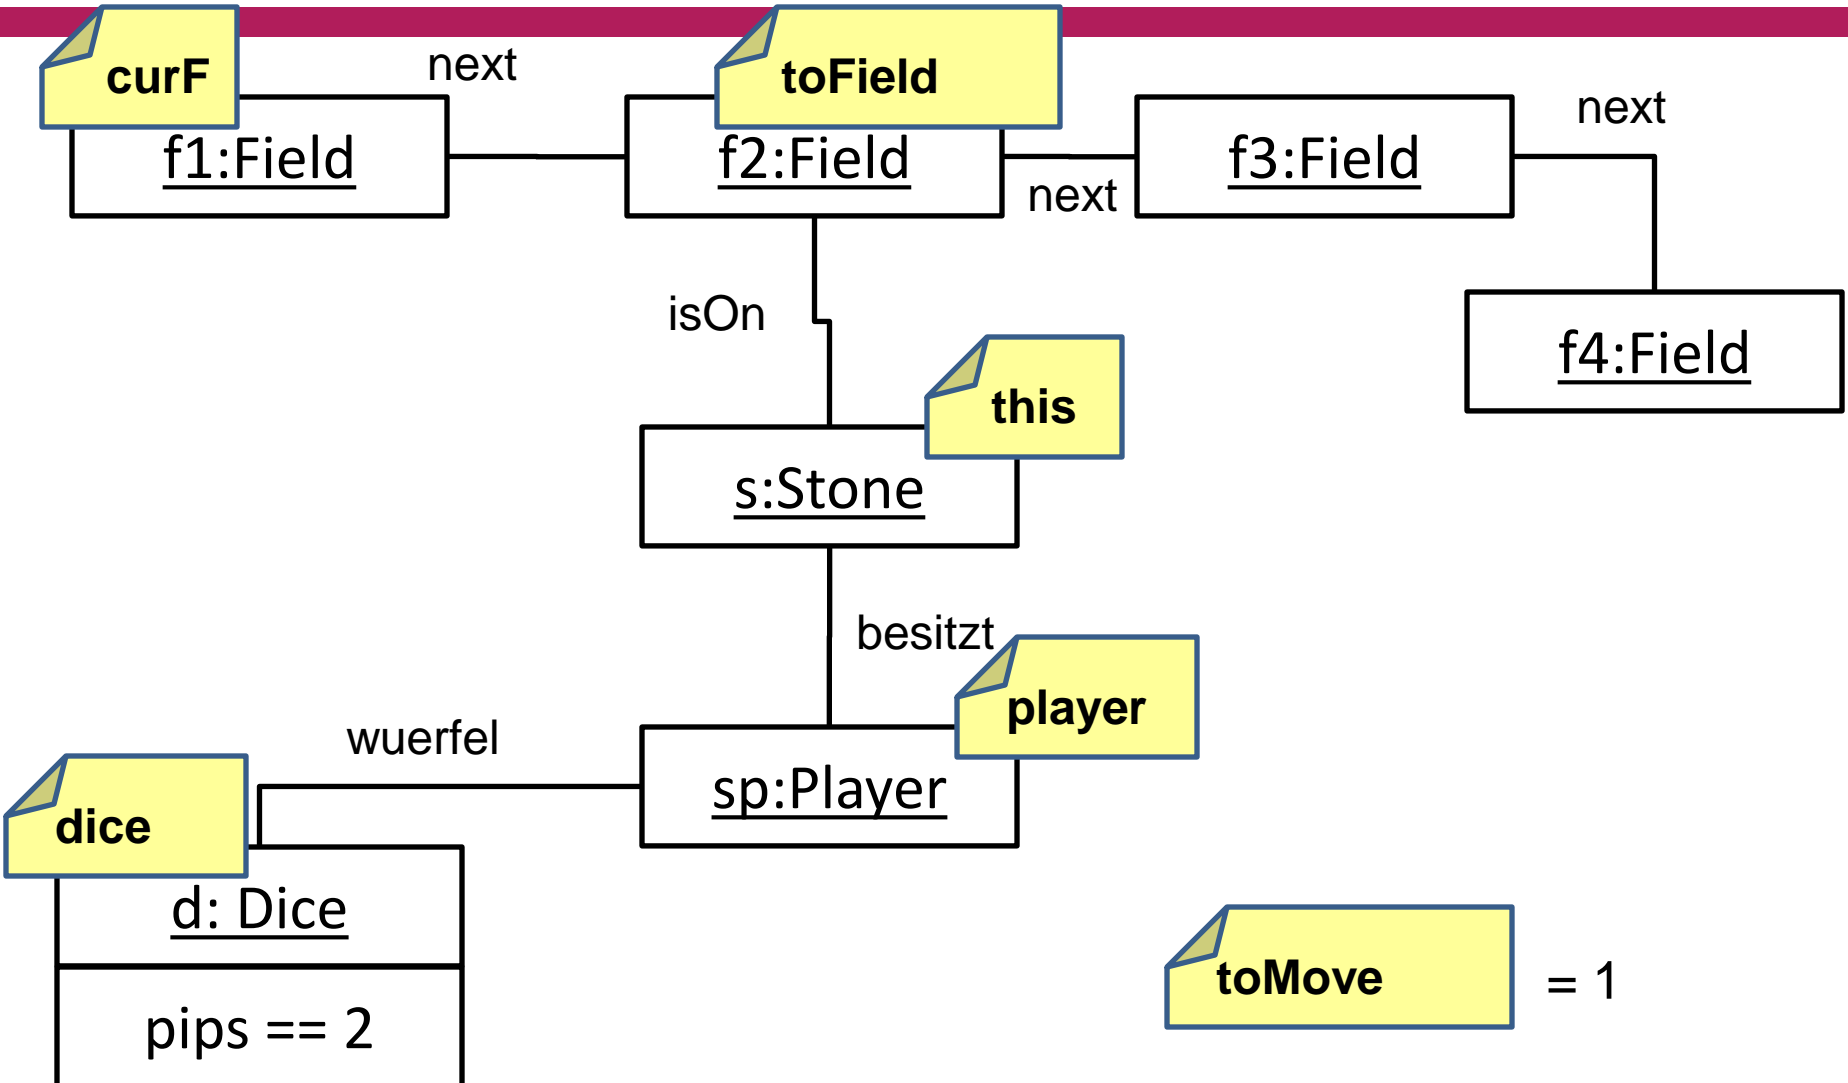 curF
next
toField
next
f1:Field
f2:Field
f3:Field
next
isOn
f4:Field
this
s:Stone
besitzt
player
wuerfel
sp:Player
dice
d: Dice
toMove = 1
pips == 2